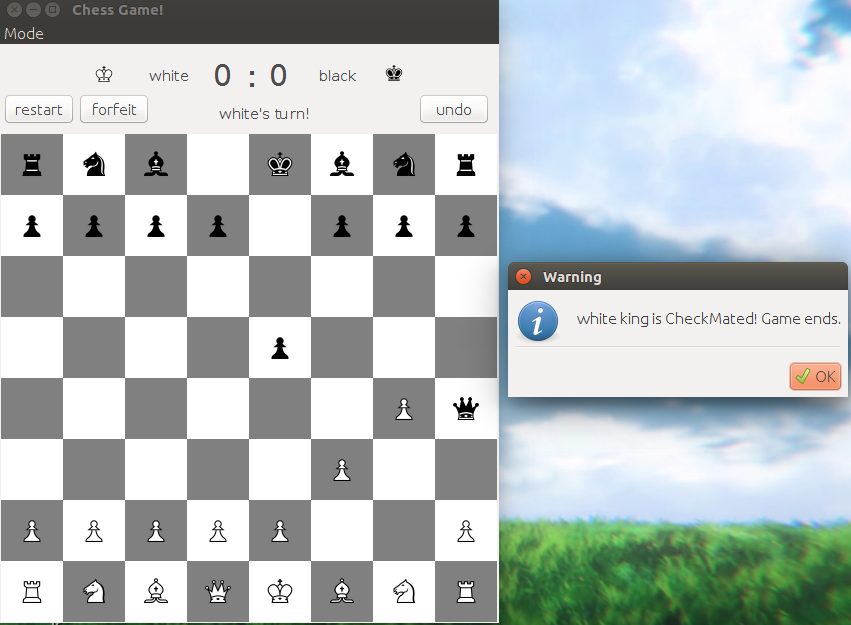 Chess Game!
Mode
white 0 : 0 black
restart forfeit white's turn! undo
Warning
white king is CheckMated! Game ends.
OK